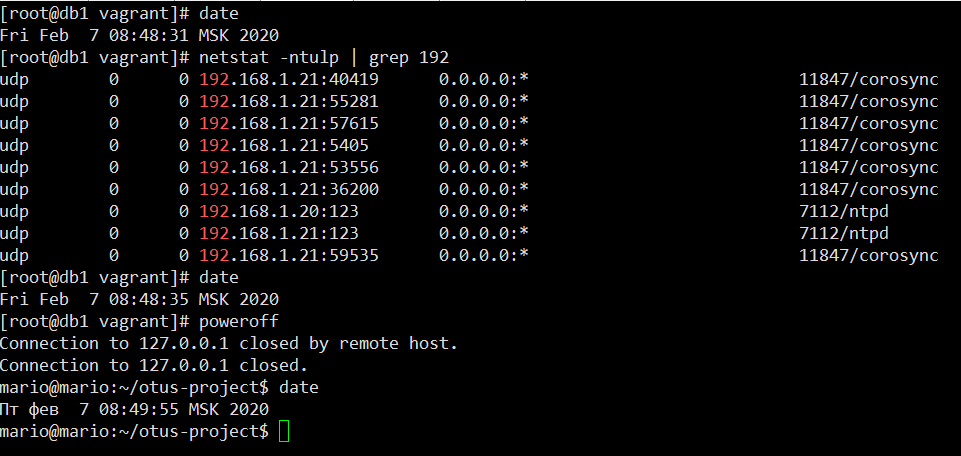 [root@db1 vagrant]# date
Fri Feb  7 08:48:31 MSK 2020
[root@db1 vagrant]# netstat -ntulp | grep 192
udp        0      0 192.168.1.21:40419      0.0.0.0:*                           11847/corosync
udp        0      0 192.168.1.21:55281      0.0.0.0:*                           11847/corosync
udp        0      0 192.168.1.21:57615      0.0.0.0:*                           11847/corosync
udp        0      0 192.168.1.21:5405       0.0.0.0:*                           11847/corosync
udp        0      0 192.168.1.21:53556      0.0.0.0:*                           11847/corosync
udp        0      0 192.168.1.21:36200      0.0.0.0:*                           11847/corosync
udp        0      0 192.168.1.20:123        0.0.0.0:*                           7112/ntpd
udp        0      0 192.168.1.21:123        0.0.0.0:*                           7112/ntpd
udp        0      0 192.168.1.21:59535      0.0.0.0:*                           11847/corosync
[root@db1 vagrant]# date
Fri Feb  7 08:48:35 MSK 2020
[root@db1 vagrant]# poweroff
Connection to 127.0.0.1 closed by remote host.
Connection to 127.0.0.1 closed.
mario@mario:~/otus-project$ date
Пт фев  7 08:49:55 MSK 2020
mario@mario:~/otus-project$